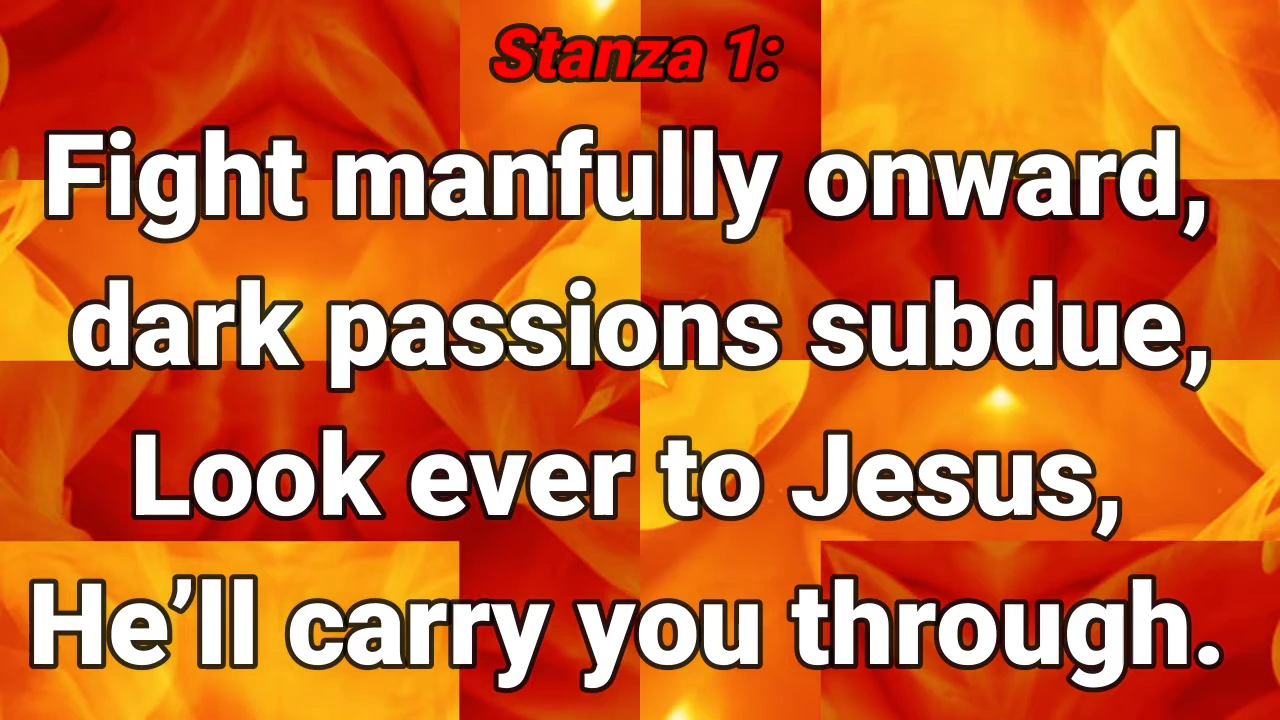 Stanza 1:
Fight manfully onward,
dark passions subdue,
Look ever to Jesus,
He’ll carry you through.